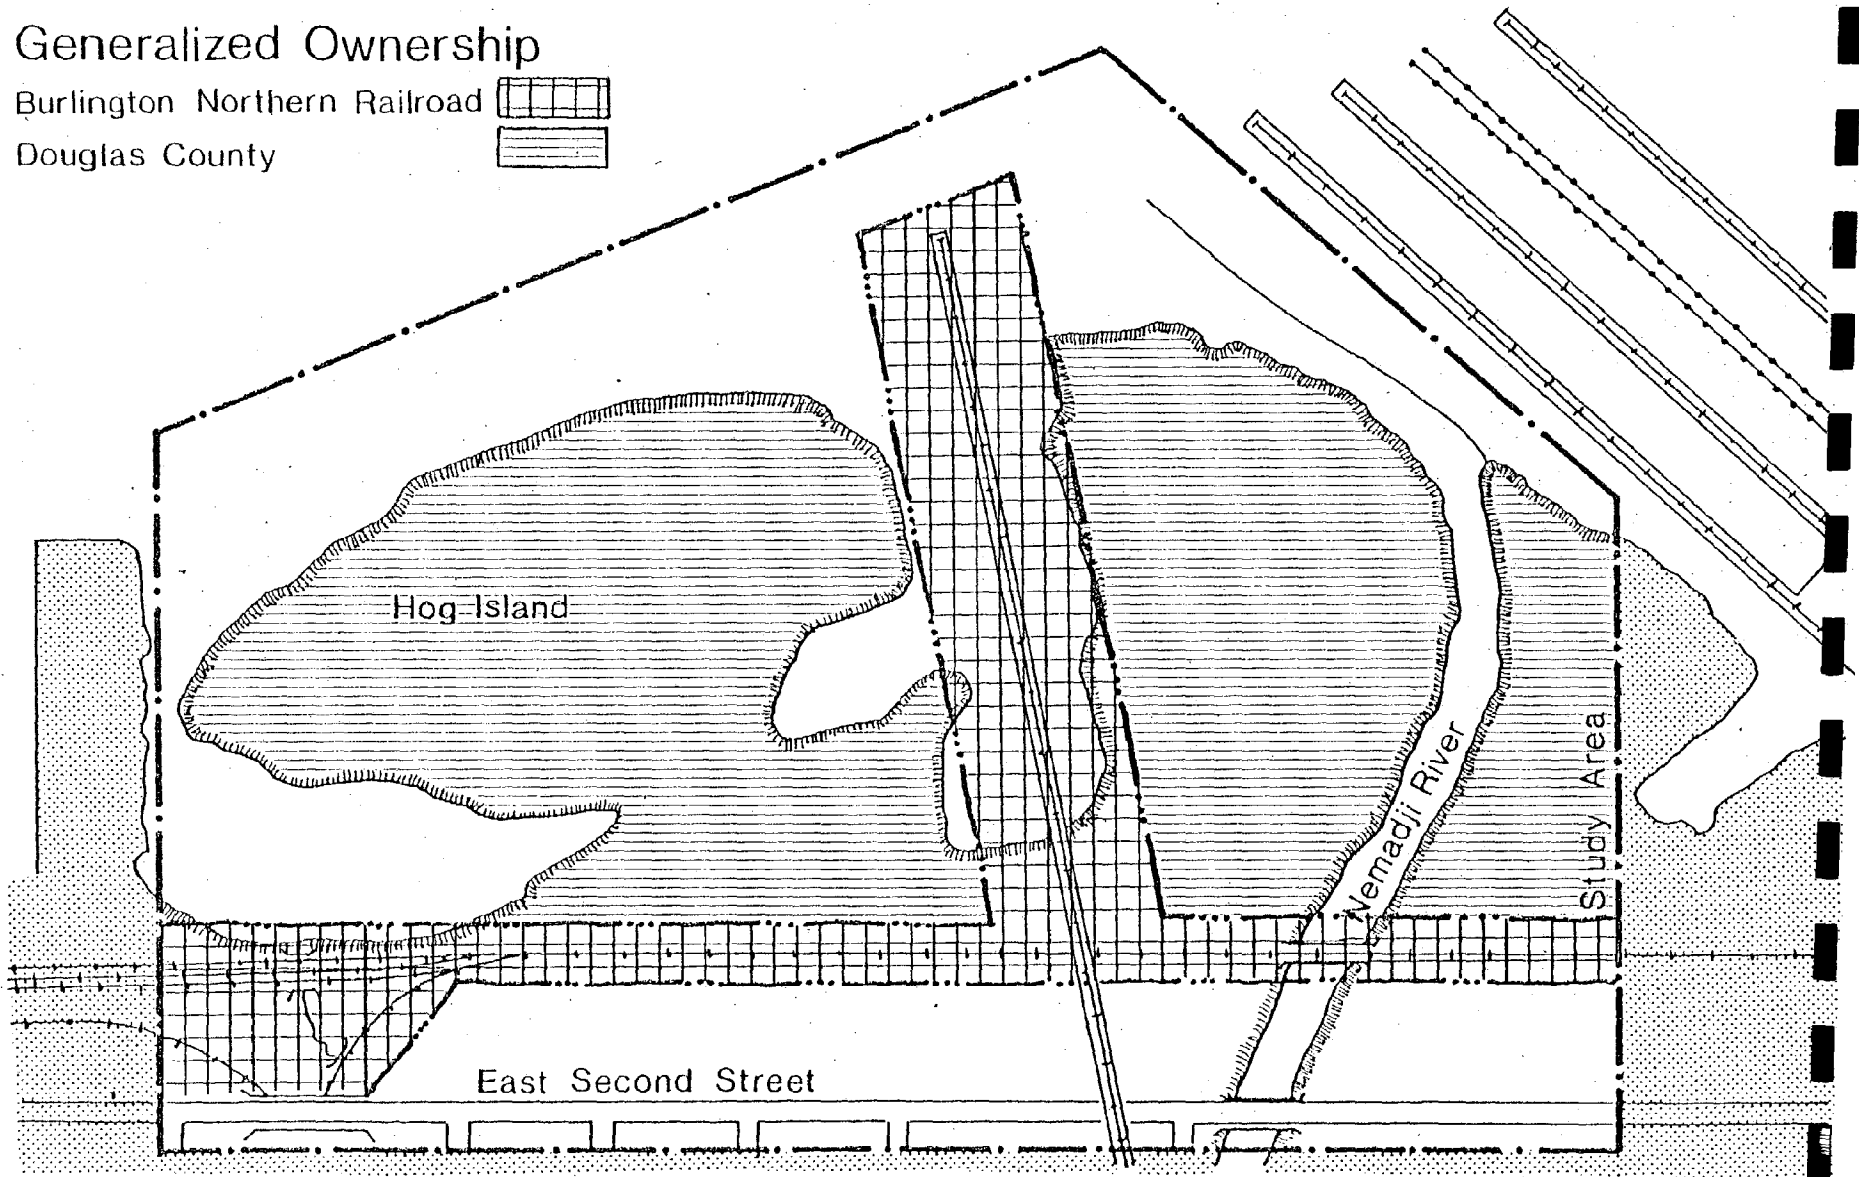 Generalized Ownership
Burlington Northern Railroad
Douglas County
Hog Island
Nemadji River
Study Area
East Second Street